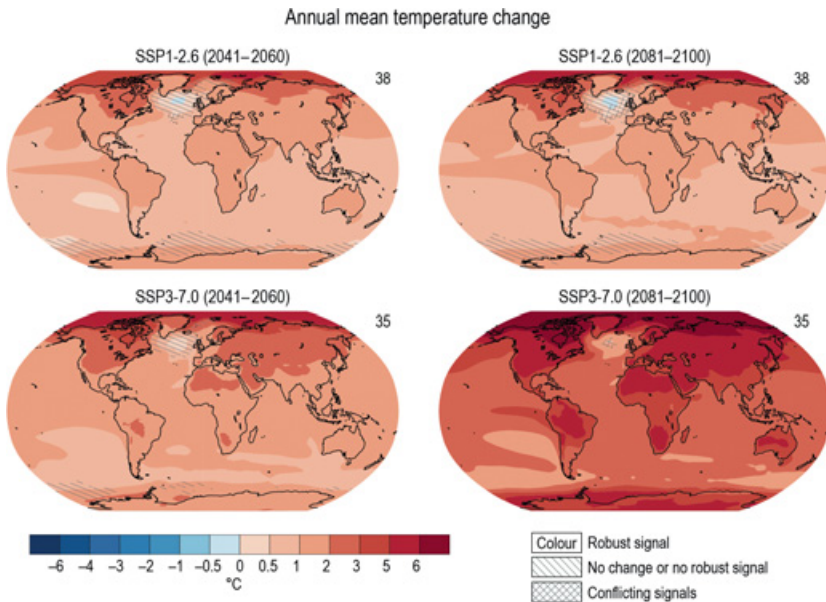 Annual mean temperature change
SSP1-2.6 (2041–2060)
38
SSP1-2.6 (2081–2100)
38
SSP3-7.0 (2041–2060)
35
SSP3-7.0 (2081–2100)
35
–6 –4 –3 –2 –1 –0.5 0 0.5 1 2 3 4 5 6
°C
Colour Robust signal
No change or no robust signal
Conflicting signals